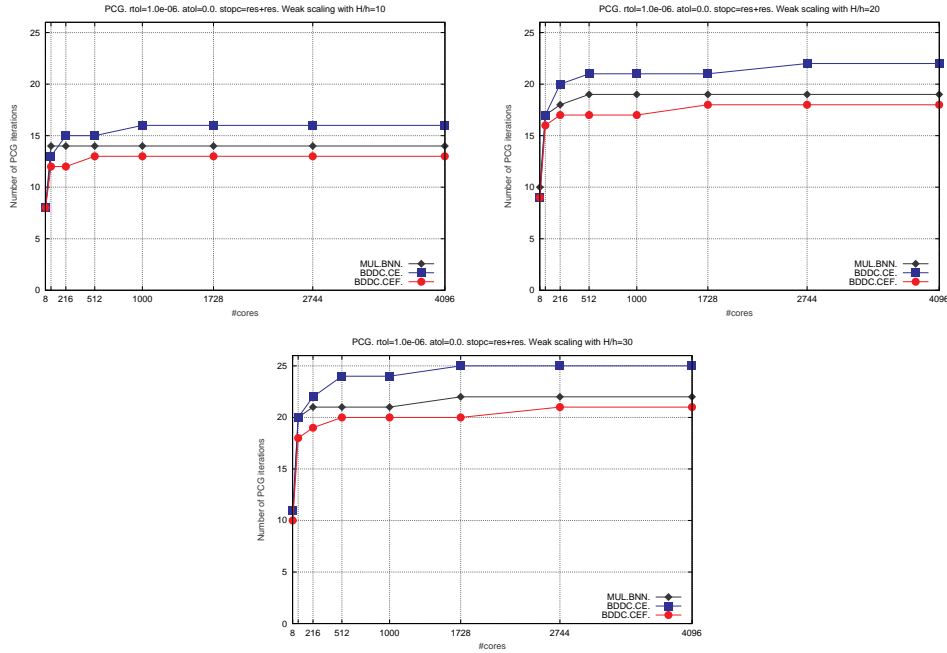 PCG. rtol=1.0e-06. atol=0.0. stopc=res+res. Weak scaling with H/h=10
25
20
15
10
5
0
Number of PCG iterations
MUL.BNN.
BDDC.CE.
BDDC.CEF.
8 216 512 1000 1728 2744 4096
#cores
PCG. rtol=1.0e-06. atol=0.0. stopc=res+res. Weak scaling with H/h=20
25
20
15
10
5
0
Number of PCG iterations
MUL.BNN.
BDDC.CE.
BDDC.CEF.
8 216 512 1000 1728 2744 4096
#cores
PCG. rtol=1.0e-06. atol=0.0. stopc=res+res. Weak scaling with H/h=30
25
20
15
10
5
0
Number of PCG iterations
MUL.BNN.
BDDC.CE.
BDDC.CEF.
8 216 512 1000 1728 2744 4096
#cores